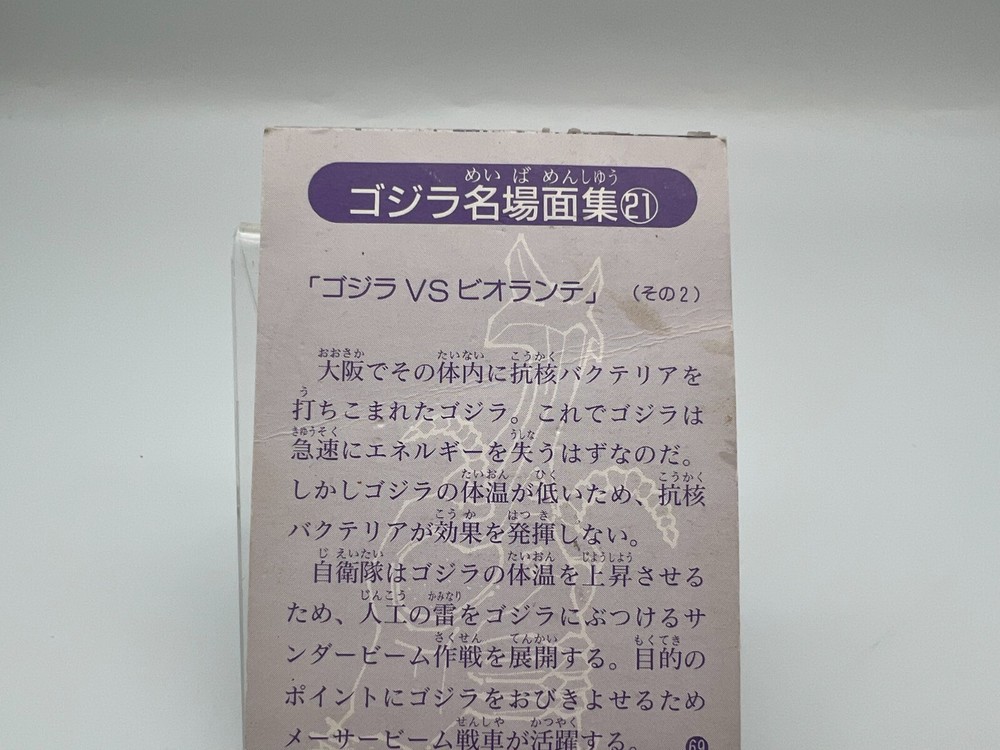 めいばめんしゅう
ゴジラ名場面集㉑
「ゴジラVSビオランテ」（その2）
おおさか たいない こうかく
大阪でその体内に抗核バクテリアを
う
打ちこまれたゴジラ。これでゴジラは
きゅうそく うしな
急速にエネルギーを失うはずなのだ。
たいおん ひく こうかく
しかしゴジラの体温が低いため、抗核
こうか はっき
バクテリアが効果を発揮しない。
じえいたい たいおん じょうしょう
自衛隊はゴジラの体温を上昇させる
じんこう かみなり
ため、人工の雷をゴジラにぶつけるサ
さくせん てんかい もくてき
ンダービーム作戦を展開する。目的の
ポイントにゴジラをおびきよせるため
せんしゃ かつやく
メーサービーム戦車が活躍する。
69